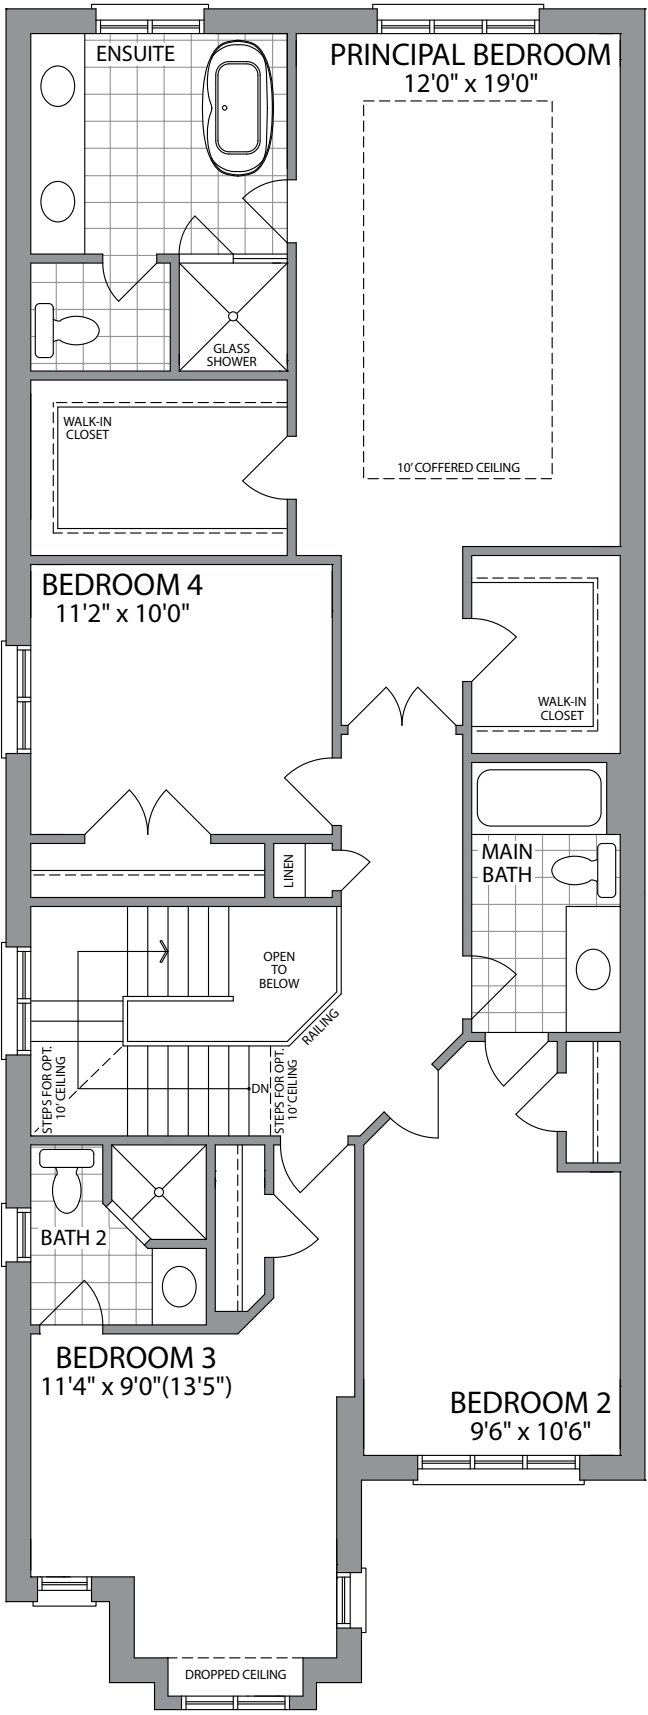 ENSUITE
PRINCIPAL BEDROOM
12'0" x 19'0"
GLASS
SHOWER
WALK-IN
CLOSET
10' COFFERED CEILING
BEDROOM 4
11'2" x 10'0"
WALK-IN
CLOSET
MAIN
BATH
LINEN
OPEN
TO
BELOW
RAILING
STEPS FOR OPT.
10' CEILING
DN
STEPS FOR OPT.
10' CEILING
BATH 2
BEDROOM 3
11'4" x 9'0"(13'5")
BEDROOM 2
9'6" x 10'6"
DROPPED CEILING